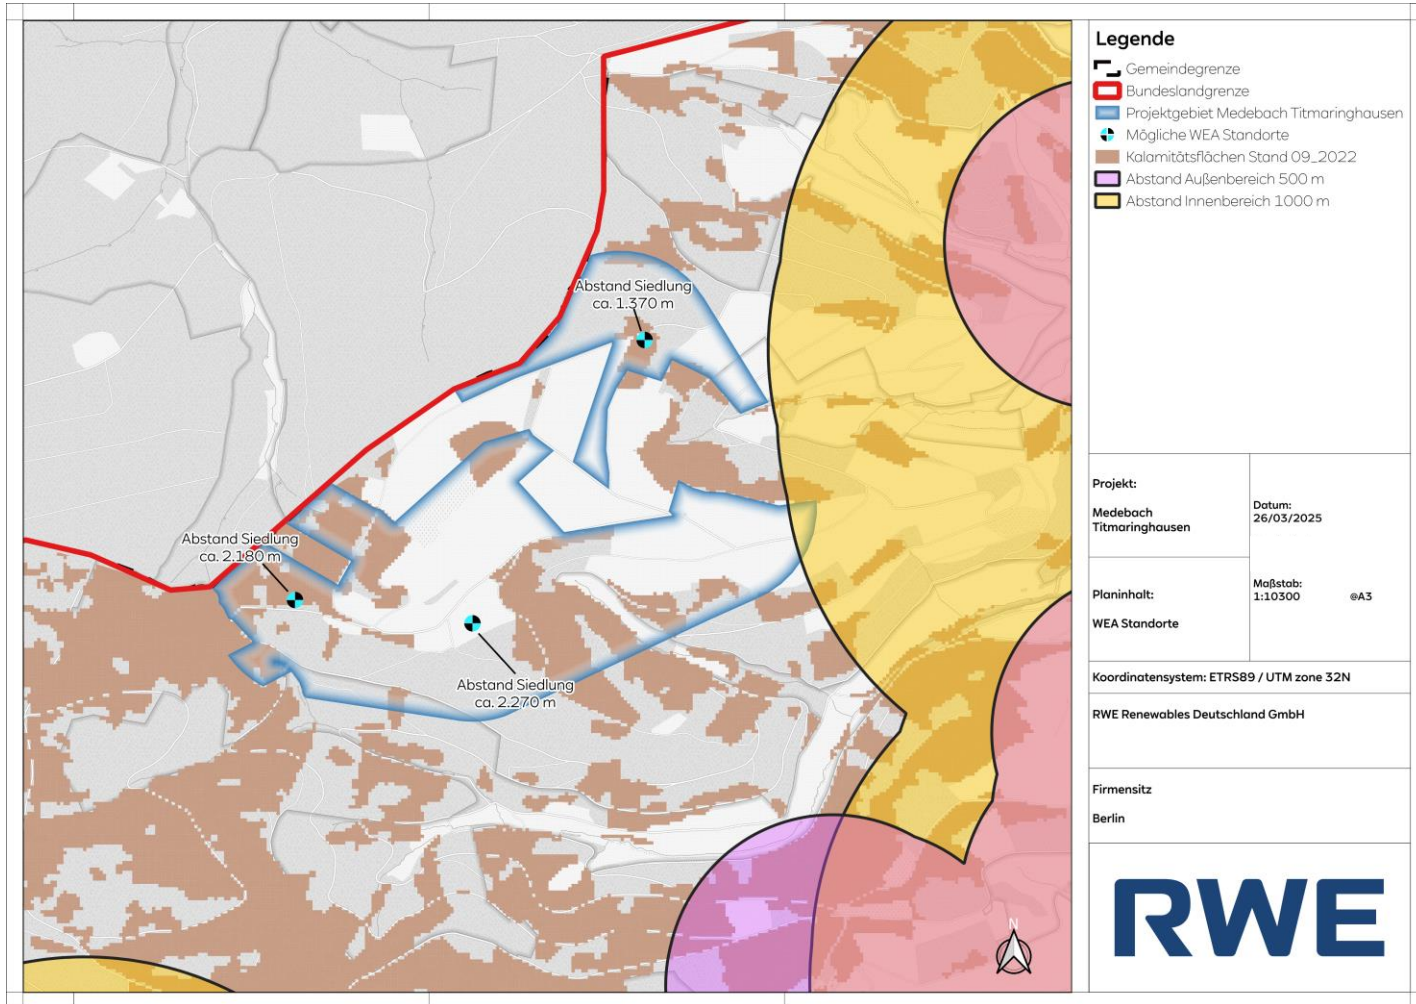 Abstand Siedlung
ca. 1.370 m
Abstand Siedlung
ca. 2.180 m
Abstand Siedlung
ca. 2.270 m
N
Legende
Gemeindegrenze
Bundeslandgrenze
Projektgebiet Medebach Titmaringhausen
Mögliche WEA Standorte
Kalamitätsflächen Stand 09_2022
Abstand Außenbereich 500 m
Abstand Innenbereich 1000 m
Projekt:
Medebach
Titmaringhausen
Datum:
26/03/2025
Planinhalt:
WEA Standorte
Maßstab:
1:10300 @A3
Koordinatensystem: ETRS89 / UTM zone 32N
RWE Renewables Deutschland GmbH
Firmensitz
Berlin
RWE